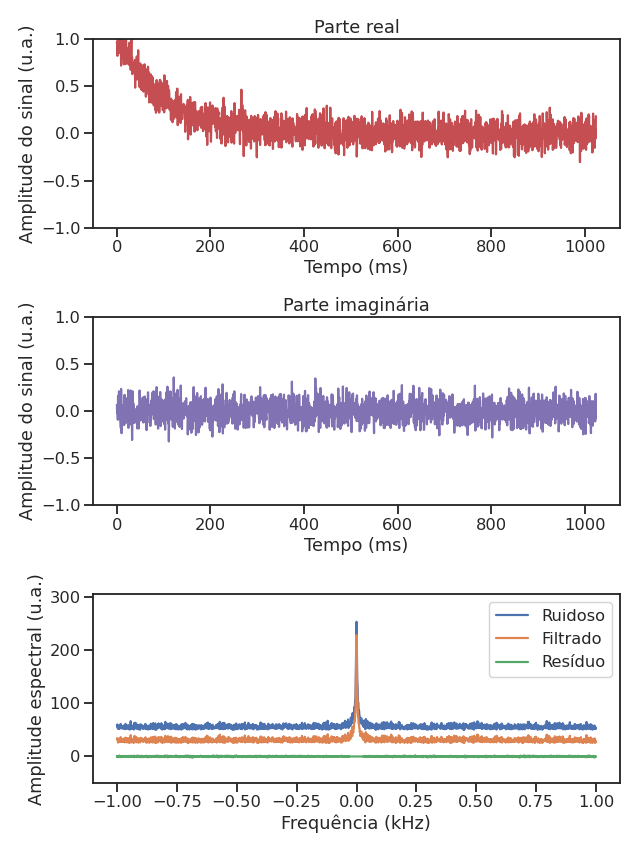 Parte real
Amplitude do sinal (u.a.)
1.0
0.5
0.0
−0.5
−1.0
0 200 400 600 800 1000
Tempo (ms)
Parte imaginária
Amplitude do sinal (u.a.)
1.0
0.5
0.0
−0.5
−1.0
0 200 400 600 800 1000
Tempo (ms)
Amplitude espectral (u.a.)
300
200
100
0
Ruidoso
Filtrado
Resíduo
−1.00 −0.75 −0.50 −0.25 0.00 0.25 0.50 0.75 1.00
Frequência (kHz)